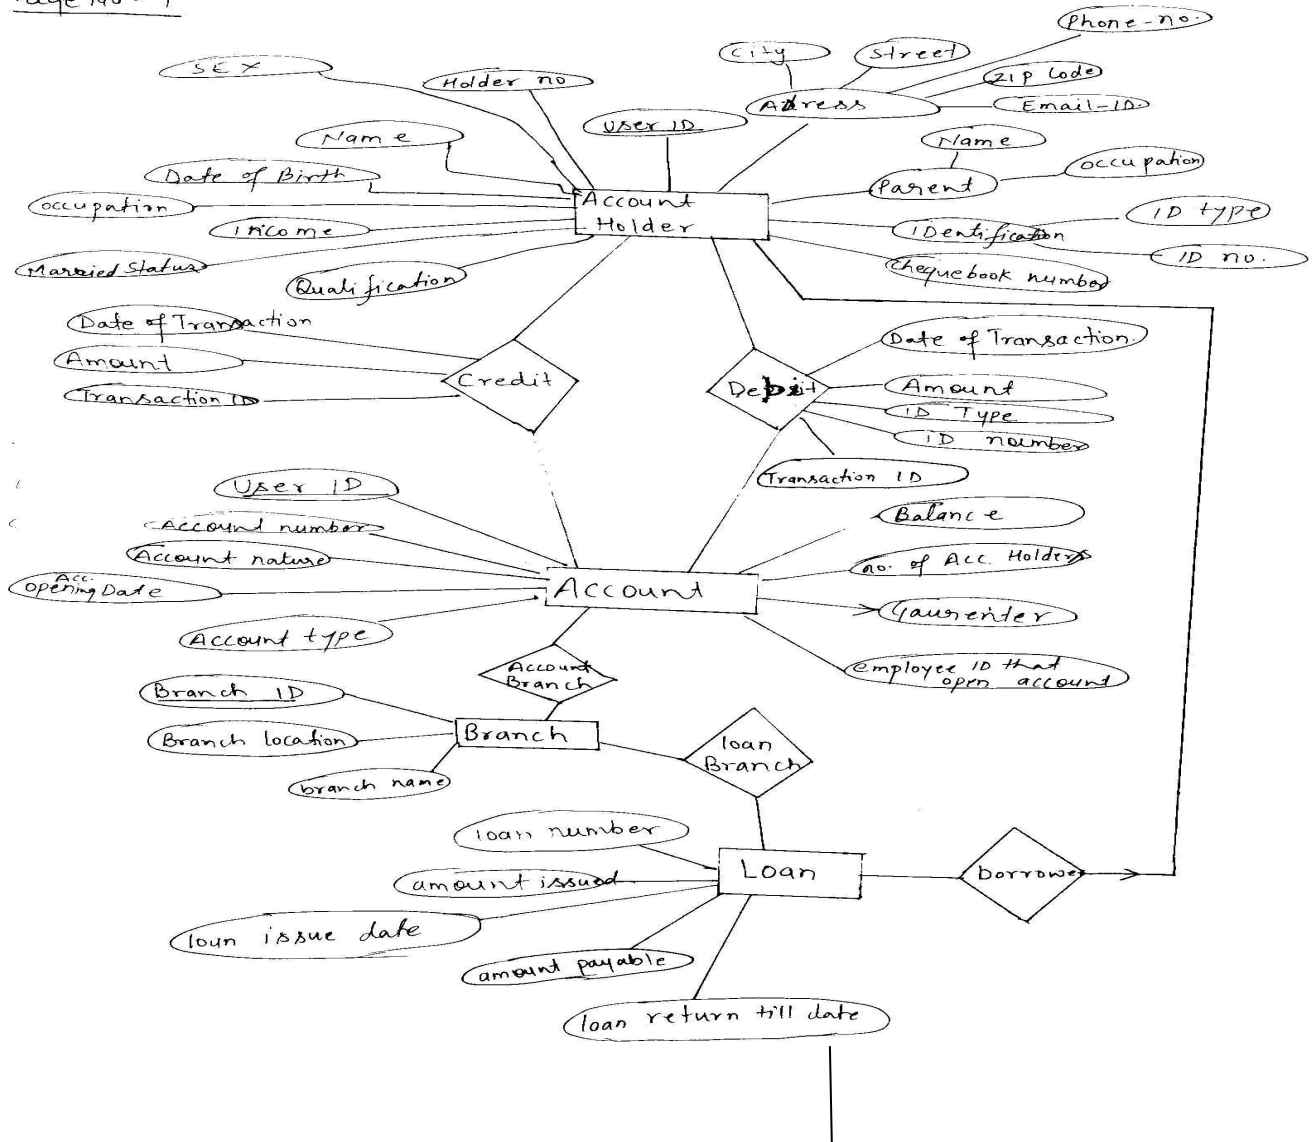 Page No - 1
Phone-no.
City
Street
SEX
Holder no
ZIP Code
Address
Email-ID.
User ID
Name
Name
Occupation
Date of Birth
Parent
Account
Holder
Occupation
ID type
Income
IDentification
ID no.
Married Status
Qualification
chequebook number
Date of Transaction
Date of Transaction.
Amount
Credit
Transaction ID
Amount
ID Type
ID number
Transaction ID
User ID
Account number
Balance
Account nature
no. of Acc. Holders
Acc.
opening Date
Account
Gaurenter
Account type
employee ID that
open account
Account
Branch
Branch ID
Branch location
Branch
loan
Branch
branch name
loan number
Loan
borrower
amount issued
loan issue date
amount payable
loan return till date